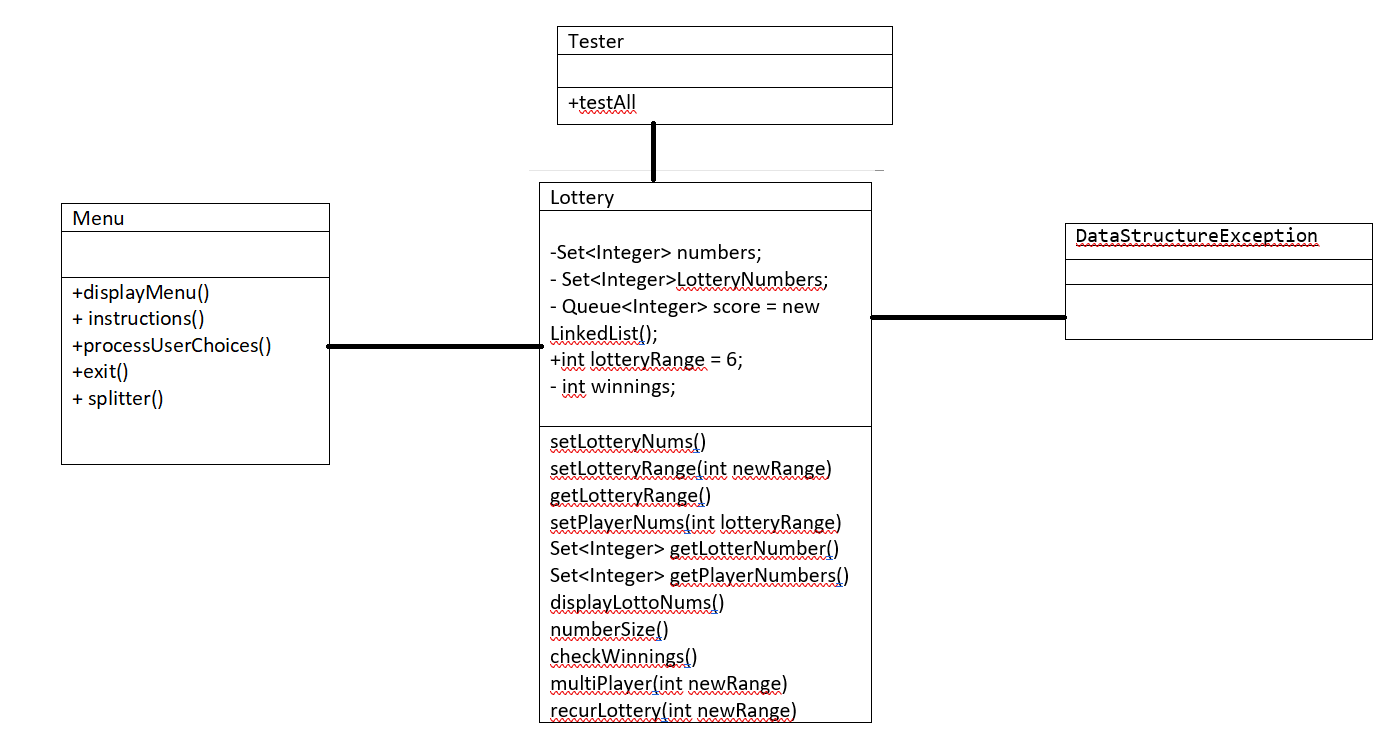 Tester
+testAll
Menu
+displayMenu()
+ instructions()
+processUserChoices()
+exit()
+ splitter()
Lottery
-Set<Integer> numbers;
- Set<Integer>LotteryNumbers;
- Queue<Integer> score = new
LinkedList();
+int lotteryRange = 6;
- int winnings;
setLotteryNums()
setLotteryRange(int newRange)
getLotteryRange()
setPlayerNums(int lotteryRange)
Set<Integer> getLotterNumber()
Set<Integer> getPlayerNumbers()
displayLottoNums()
numberSize()
checkWinnings()
multiPlayer(int newRange)
recurLottery(int newRange)
DataStructureException